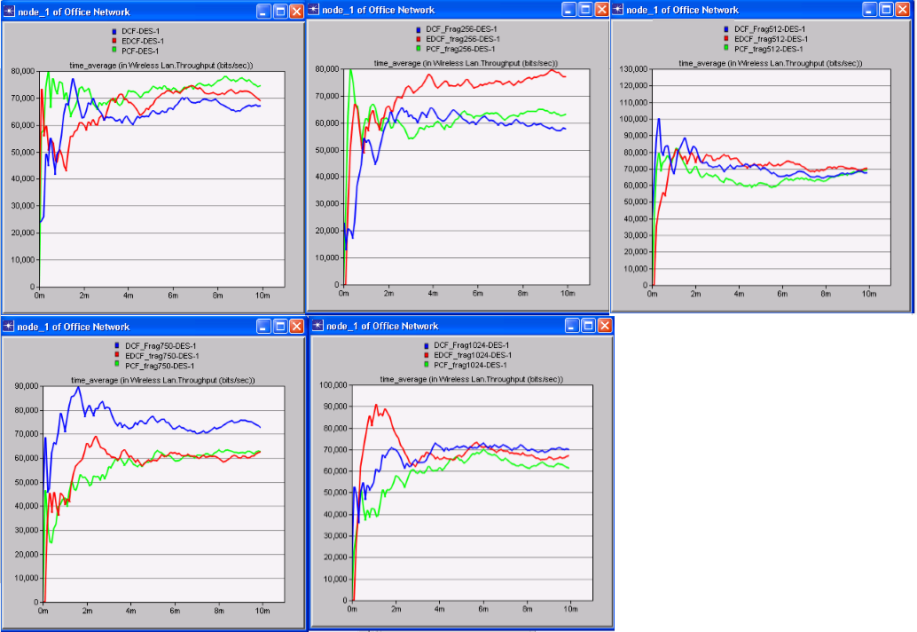 node_1 of Office Network
DCF-DES-1
EDCF-DES-1
PCF-DES-1
time_average (in Wireless Lan.Throughput (bits/sec))
80,000
70,000
60,000
50,000
40,000
30,000
20,000
10,000
0
0m 2m 4m 6m 8m 10m
node_1 of Office Network
DCF_Frag256-DES-1
EDCF_frag256-DES-1
PCF_frag256-DES-1
time_average (in Wireless Lan.Throughput (bits/sec))
80,000
70,000
60,000
50,000
40,000
30,000
20,000
10,000
0
0m 2m 4m 6m 8m 10m
node_1 of Office Network
DCF_Frag512-DES-1
EDCF_frag512-DES-1
PCF_frag512-DES-1
time_average (in Wireless Lan.Throughput (bits/sec))
130,000
120,000
110,000
100,000
90,000
80,000
70,000
60,000
50,000
40,000
30,000
20,000
10,000
0
0m 2m 4m 6m 8m 10m
node_1 of Office Network
DCF_Frag750-DES-1
EDCF_frag750-DES-1
PCF_frag750-DES-1
time_average (in Wireless Lan.Throughput (bits/sec))
90,000
80,000
70,000
60,000
50,000
40,000
30,000
20,000
10,000
0
0m 2m 4m 6m 8m 10m
node_1 of Office Network
DCF_Frag1024-DES-1
EDCF_frag1024-DES-1
PCF_frag1024-DES-1
time_average (in Wireless Lan.Throughput (bits/sec))
100,000
90,000
80,000
70,000
60,000
50,000
40,000
30,000
20,000
10,000
0
0m 2m 4m 6m 8m 10m